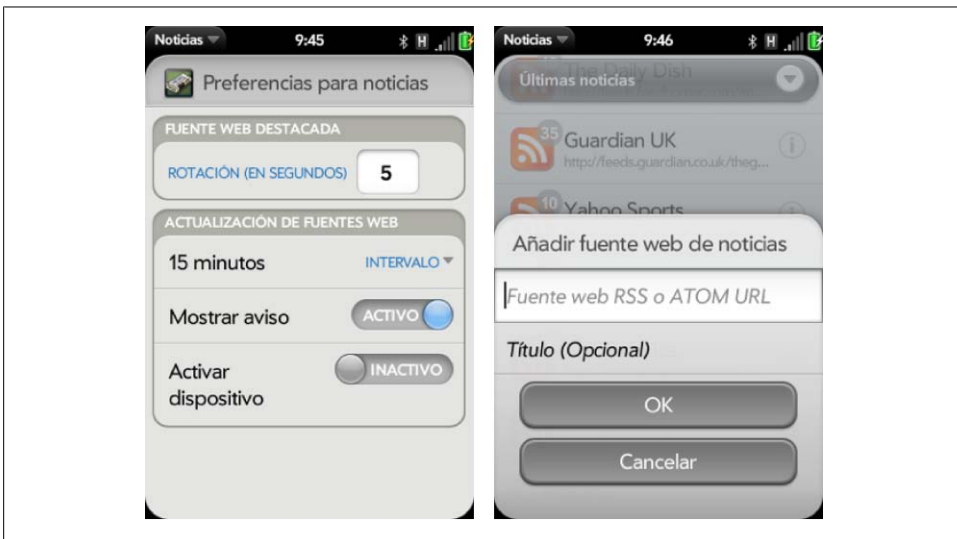 Noticias 9:45 H
Preferencias para noticias
FUENTE WEB DESTACADA
ROTACIÓN (EN SEGUNDOS) 5
ACTUALIZACIÓN DE FUENTES WEB
15 minutos INTERVALO
Mostrar aviso ACTIVO
Activar dispositivo INACTIVO
Noticias 9:46 H
The Daily Dish
Últimas noticias
35
Guardian UK
http://feeds.guardian.co.uk/theg...
10
Yahoo Sports
Añadir fuente web de noticias
Fuente web RSS o ATOM URL
Título (Opcional)
OK
Cancelar